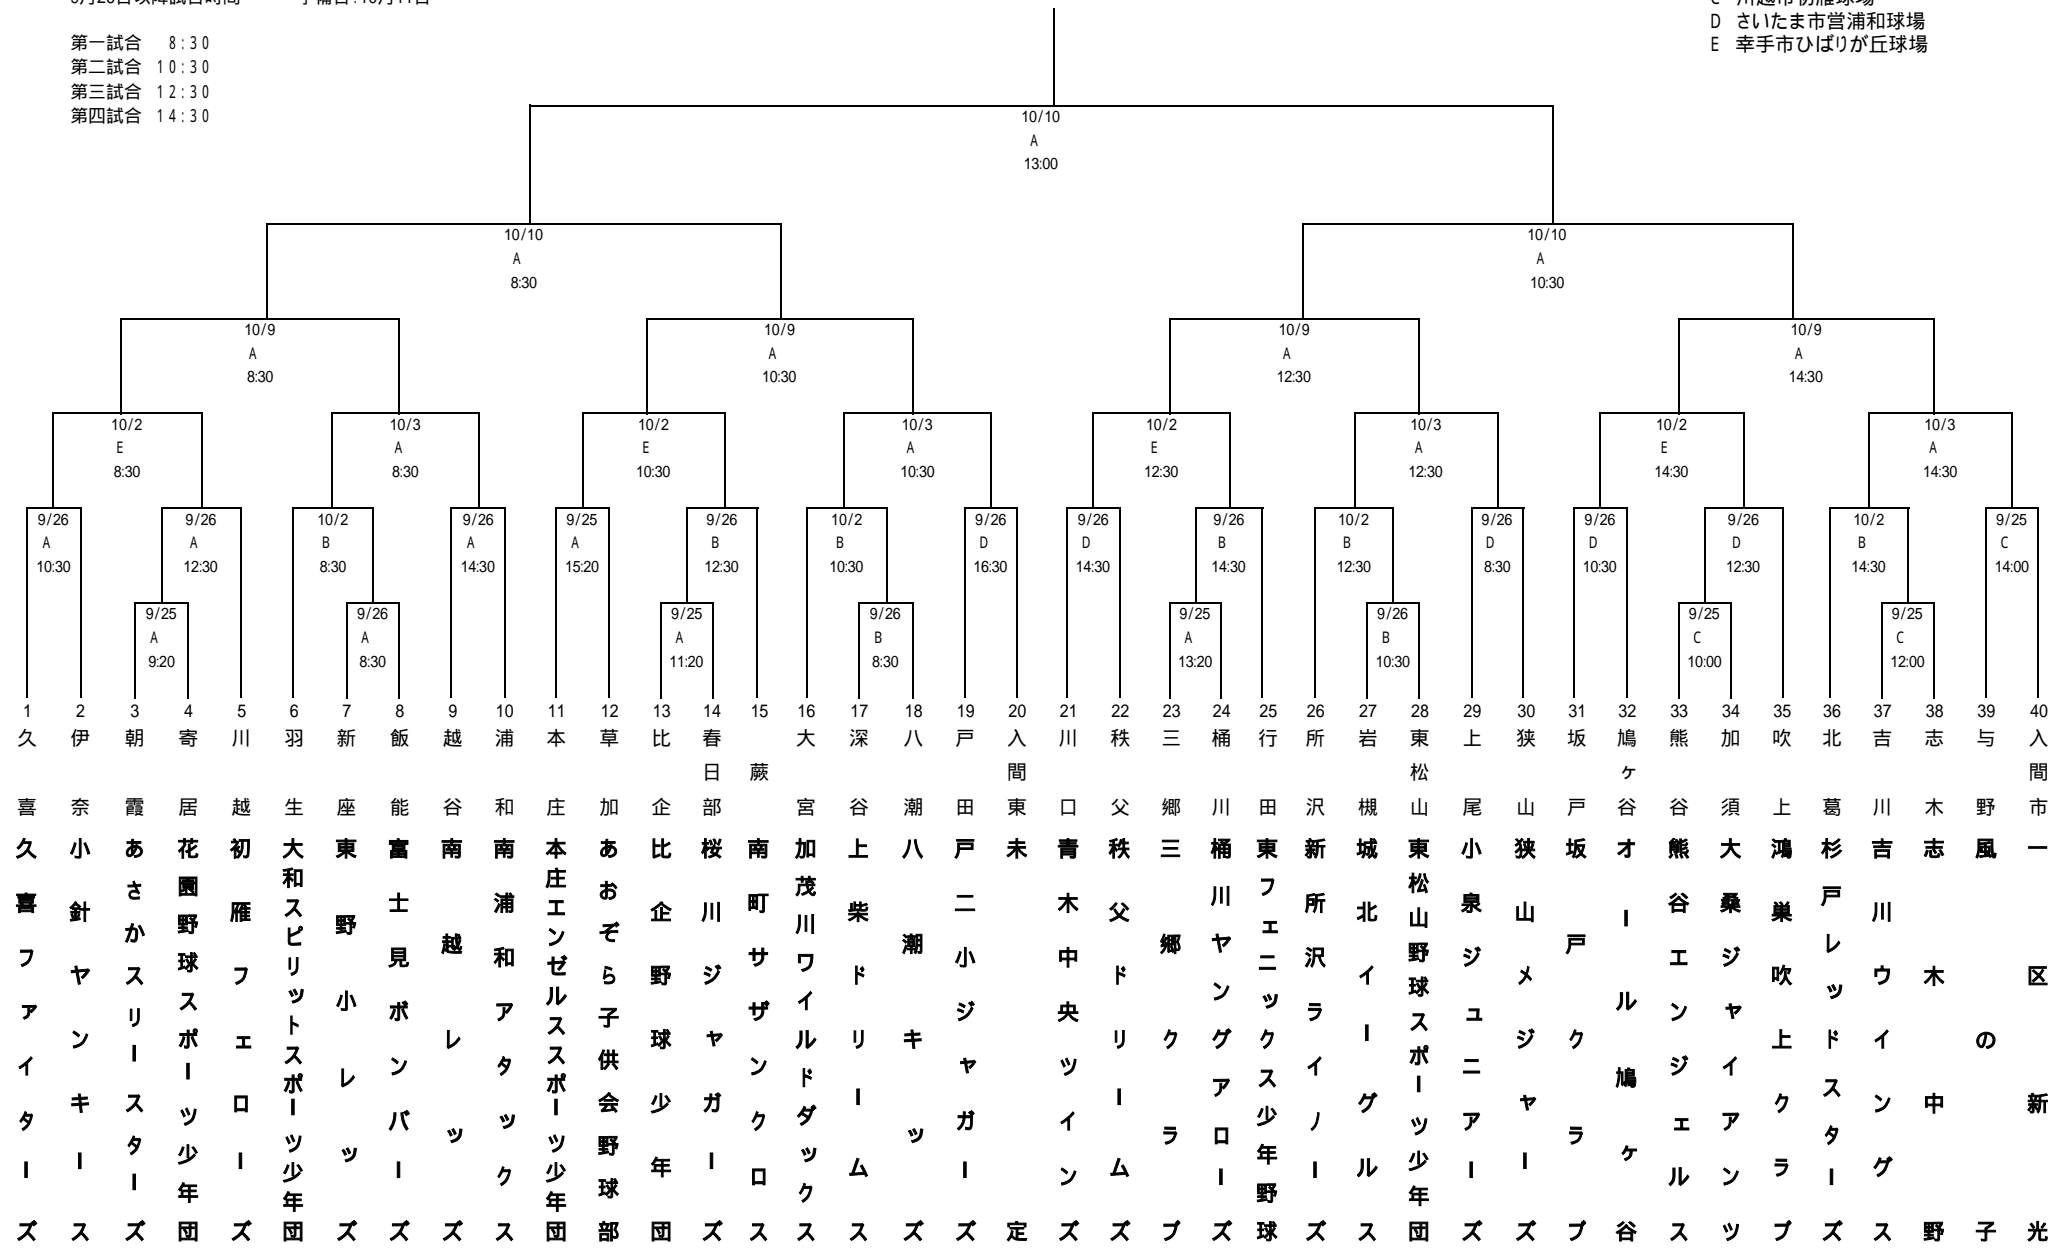 第一試合 8:30
第二試合 10:30
第三試合 12:30
第四試合 14:30
D さいたま市営浦和球場
E 幸手市ひばりが丘球場
10/10
A
13:00
10/10 10/10
A A
8:30 10:30
10/9 10/9 10/9 10/9
A A A A
8:30 10:30 12:30 14:30
10/2 10/3 10/2 10/3 10/2 10/3 10/2 10/3
E A E A E A E A
8:30 8:30 10:30 10:30 12:30 12:30 14:30 14:30
9/26 9/26 10/2 9/26 9/25 9/26 10/2 9/26 9/26 9/26 10/2 9/26 9/26 9/26 10/2 9/25
A A B A A B B D D B B D D D B C
10:30 12:30 8:30 14:30 15:20 12:30 10:30 16:30 14:30 14:30 12:30 8:30 10:30 12:30 14:30 14:00
9/25 9/26 9/25 9/26 9/25 9/26 9/25 9/25
A A A B A B C C
9:20 8:30 11:20 8:30 13:20 10:30 10:00 12:00
1 久喜 久喜ファイターズ
2 伊奈 小針ヤンキース
3 朝霞 あさかスリースターズ
4 寄居 花園野球スポーツ少年団
5 川越 初雁フェローズ
6 羽生 大和スピリットスポーツ少年団
7 新座 東野小レッズ
8 飯能 富士見ボンバーズ
9 越谷 南越レッズ
10 浦和 南浦和アタックス
11 本庄 本庄エンゼルススポーツ少年団
12 草加 あおぞら子供会野球部
13 比企 比企野球少年団
14 春日部 桜川ジャガーズ
15 蕨 南町サザンクロス
16 大宮 加茂川ワイルドダックス
17 深谷 上柴ドリームス
18 八潮 八潮キッズ
19 戸田 戸二小ジャガーズ
20 入間東 未定
21 川口 青木中央ツインズ
22 秩父 秩父ドリームズ
23 三郷 三郷クラブ
24 桶川 桶川ヤングアローズ
25 行田 東フェニックス少年野球
26 所沢 新所沢ライノーズ
27 岩槻 城北イーグルス
28 東松山 東松山野球スポーツ少年団
29 上尾 小泉ジュニアーズ
30 狭山 狭山メジャーズ
31 坂戸 坂戸クラブ
32 鳩ヶ谷 オール鳩ヶ谷
33 熊谷 熊谷エンジェルス
34 加須 大桑ジャイアンツ
35 吹上 鴻巣吹上クラブ
36 北葛 杉戸レッドスターズ
37 吉川 吉川ウイングス
38 志木 志木中野
39 与野 風の子
40 入間市 一区新光